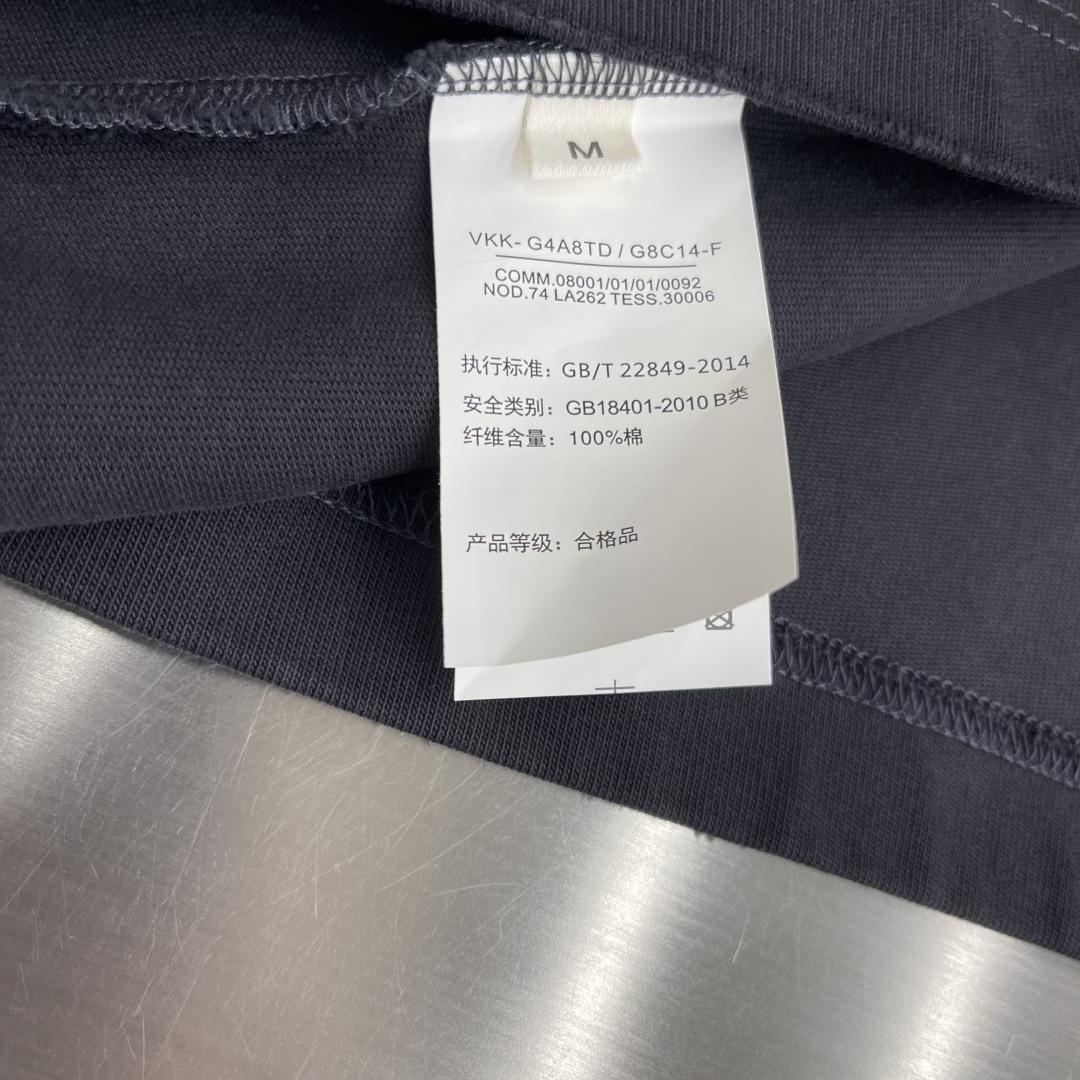 M
VKK- G4A8TD / G8C14-F
COMM.08001/01/01/0092
NOD.74 LA262 TESS.30006
执行标准：GB/T 22849-2014
安全类别：GB18401-2010 B类
纤维含量：100%棉
产品等级：合格品